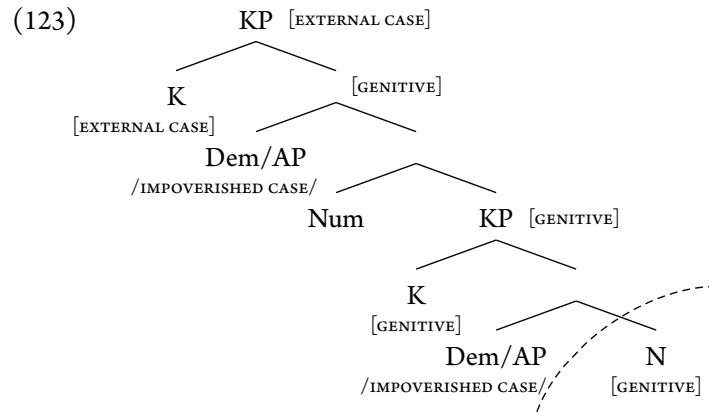 (123) KP [EXTERNAL CASE]
K [GENITIVE]
[EXTERNAL CASE]
Dem/AP
/IMPOVERISHED CASE/
Num KP [GENITIVE]
K
[GENITIVE]
Dem/AP N
/IMPOVERISHED CASE/ [GENITIVE]